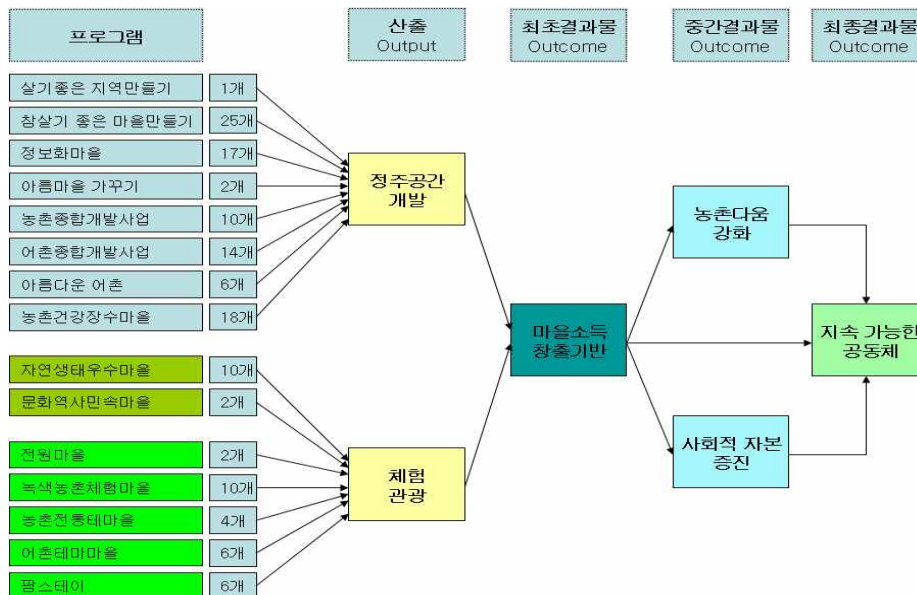 프로그램
산출
Output
최초결과물
Outcome
중간결과물
Outcome
최종결과물
Outcome
살기좋은 지역만들기 1개
참살기 좋은 마을만들기 25개
정보화마을 17개
아름마을 가꾸기 2개
농촌종합개발사업 10개
어촌종합개발사업 14개
아름다운 어촌 6개
농촌건강장수마을 18개
정주공간
개발
농촌다움
강화
마을소득
창출기반
지속 가능한
공동체
자연생태우수마을 10개
문화역사민속마을 2개
전원마을 2개
녹색농촌체험마을 10개
농촌전통테마을 4개
어촌테마마을 6개
팜스테이 6개
체험
관광
사회적 자본
증진